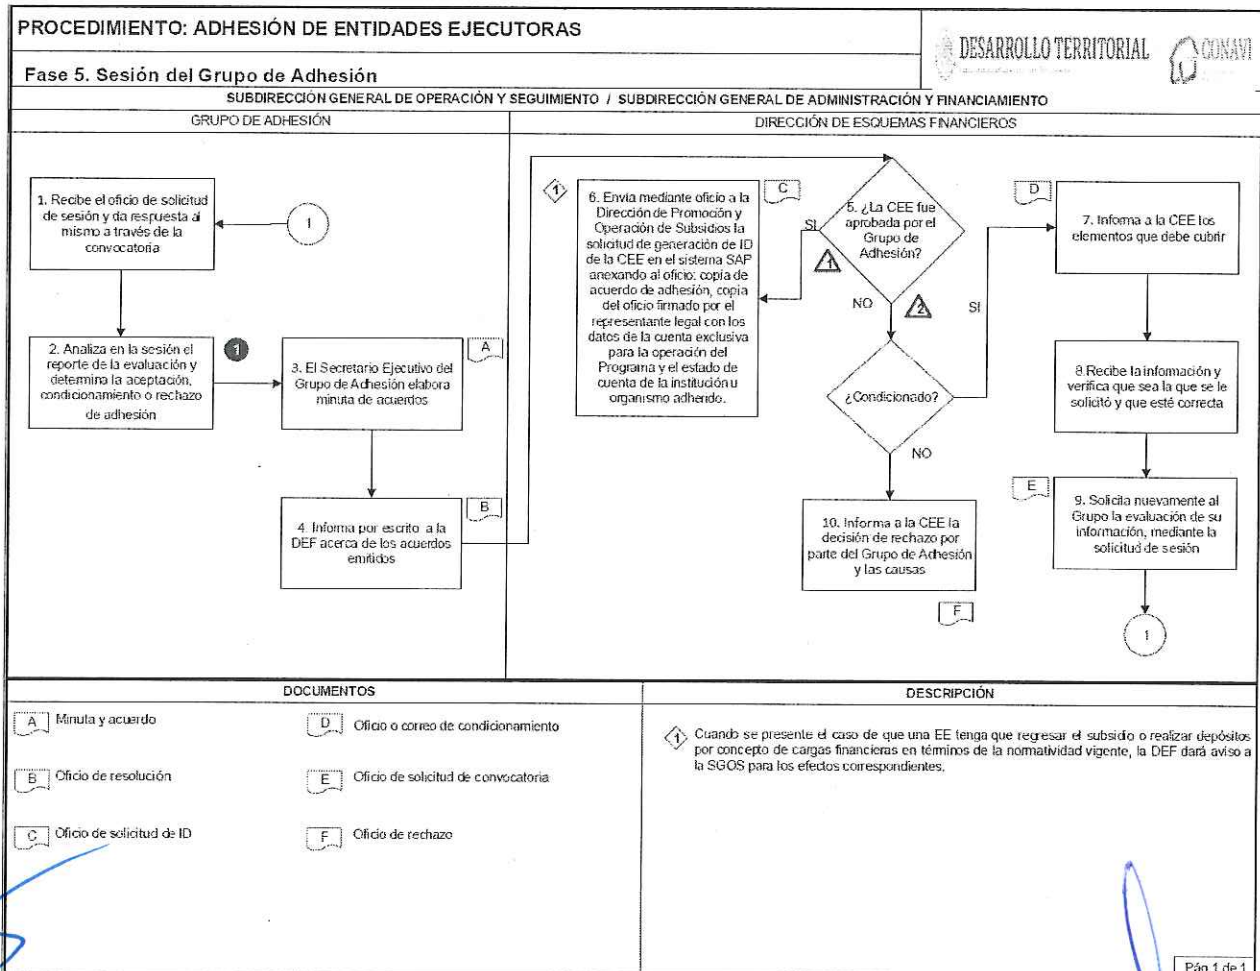 PROCEDIMIENTO: ADHESIÓN DE ENTIDADES EJECUTORAS
DESARROLLO TERRITORIAL
CONAVI
Fase 5. Sesión del Grupo de Adhesión
SUBDIRECCIÓN GENERAL DE OPERACIÓN Y SEGUIMIENTO / SUBDIRECCIÓN GENERAL DE ADMINISTRACIÓN Y FINANCIAMIENTO
GRUPO DE ADHESIÓN
DIRECCIÓN DE ESQUEMAS FINANCIEROS
1. Recibe el oficio de solicitud
de sesión y da respuesta al
mismo a través de la
convocatoria
1
2. Analiza en la sesión el
reporte de la evaluación y
determina la aceptación,
condicionamiento o rechazo
de adhesión
1
3. El Secretario Ejecutivo del
Grupo de Adhesión elabora
minuta de acuerdos
A
4. Informa por escrito a la
DEF acerca de los acuerdos
emitidos
B
5. ¿La CEE fue
aprobada por el
Grupo de
Adhesión?
SI
1
NO
2
1
6. Envía mediante oficio a la
Dirección de Promoción y
Operación de Subsidios la
solicitud de generación de ID
de la CEE en el sistema SAP
anexando al oficio: copia de
acuerdo de adhesión, copia
del oficio firmado por el
representante legal con los
datos de la cuenta exclusiva
para la operación del
Programa y el estado de
cuenta de la institución u
organismo adherido.
C
¿Condicionado?
SI
NO
D
7. Informa a la CEE los
elementos que debe cubrir
8 Recibe la información y
verifica que sea la que se le
solicitó y que esté correcta
E
9. Solicita nuevamente al
Grupo la evaluación de su
información, mediante la
solicitud de sesión
1
10. Informa a la CEE la
decisión de rechazo por
parte del Grupo de Adhesión
y las causas
F
DOCUMENTOS
A Minuta y acuerdo
D Oficio o correo de condicionamiento
B Oficio de resolución
E Oficio de solicitud de convocatoria
C Oficio de solicitud de ID
F Oficio de rechazo
DESCRIPCIÓN
1 Cuando se presente el caso de que una EE tenga que regresar el subsidio o realizar depósitos
por concepto de cargas financieras en términos de la normatividad vigente, la DEF dará aviso a
la SGOS para los efectos correspondientes.
Pág 1 de 1